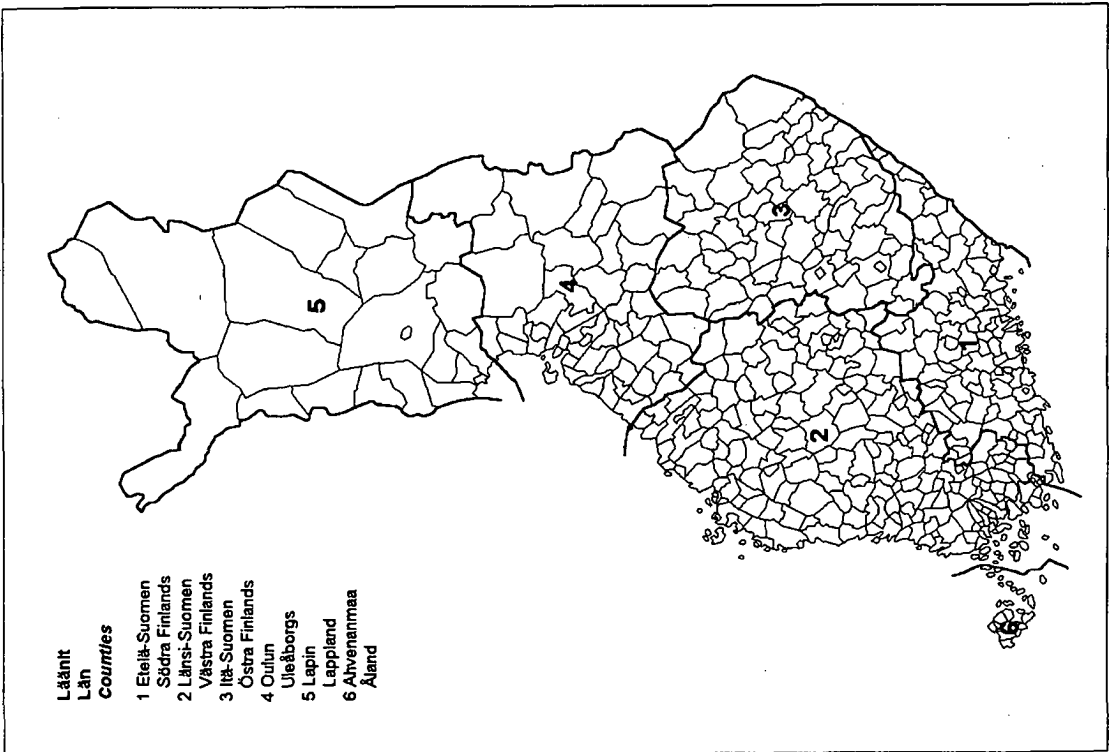 Läänit
Län
Counties
1 Etelä-Suomen
Södra Finlands
2 Länsi-Suomen
Västra Finlands
3 Itä-Suomen
Östra Finlands
4 Oulun
Uleåborgs
5 Lapin
Lappland
6 Ahvenanmaa
Åland
5
4
3
2
1
6